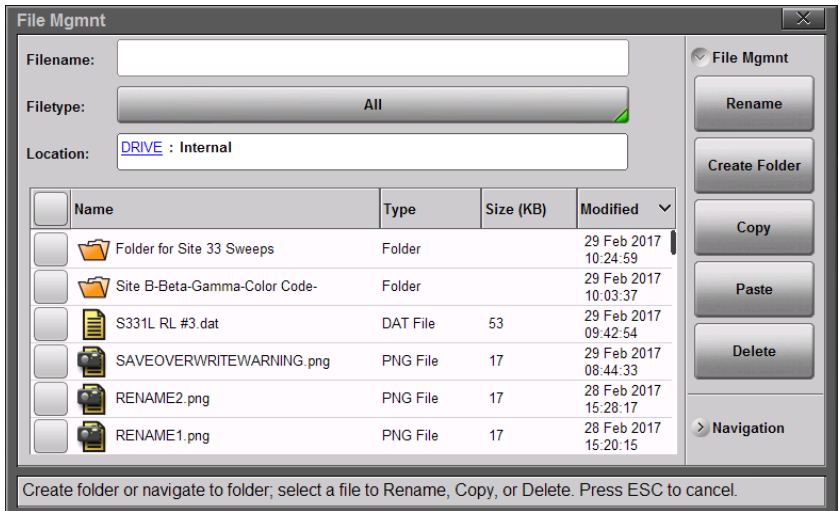 File Mgmnt
Filename:
Filetype: All
Location: DRIVE : Internal
Name Type Size (KB) Modified
Folder for Site 33 Sweeps Folder 29 Feb 2017
10:24:59
Site B-Beta-Gamma-Color Code- Folder 29 Feb 2017
10:03:37
S331L RL #3.dat DAT File 53 29 Feb 2017
09:42:54
SAVEOVERWRITEWARNING.png PNG File 17 29 Feb 2017
08:44:33
RENAME2.png PNG File 17 28 Feb 2017
15:28:17
RENAME1.png PNG File 17 28 Feb 2017
15:20:15
File Mgmnt
Rename
Create Folder
Copy
Paste
Delete
Navigation
Create folder or navigate to folder; select a file to Rename, Copy, or Delete. Press ESC to cancel.